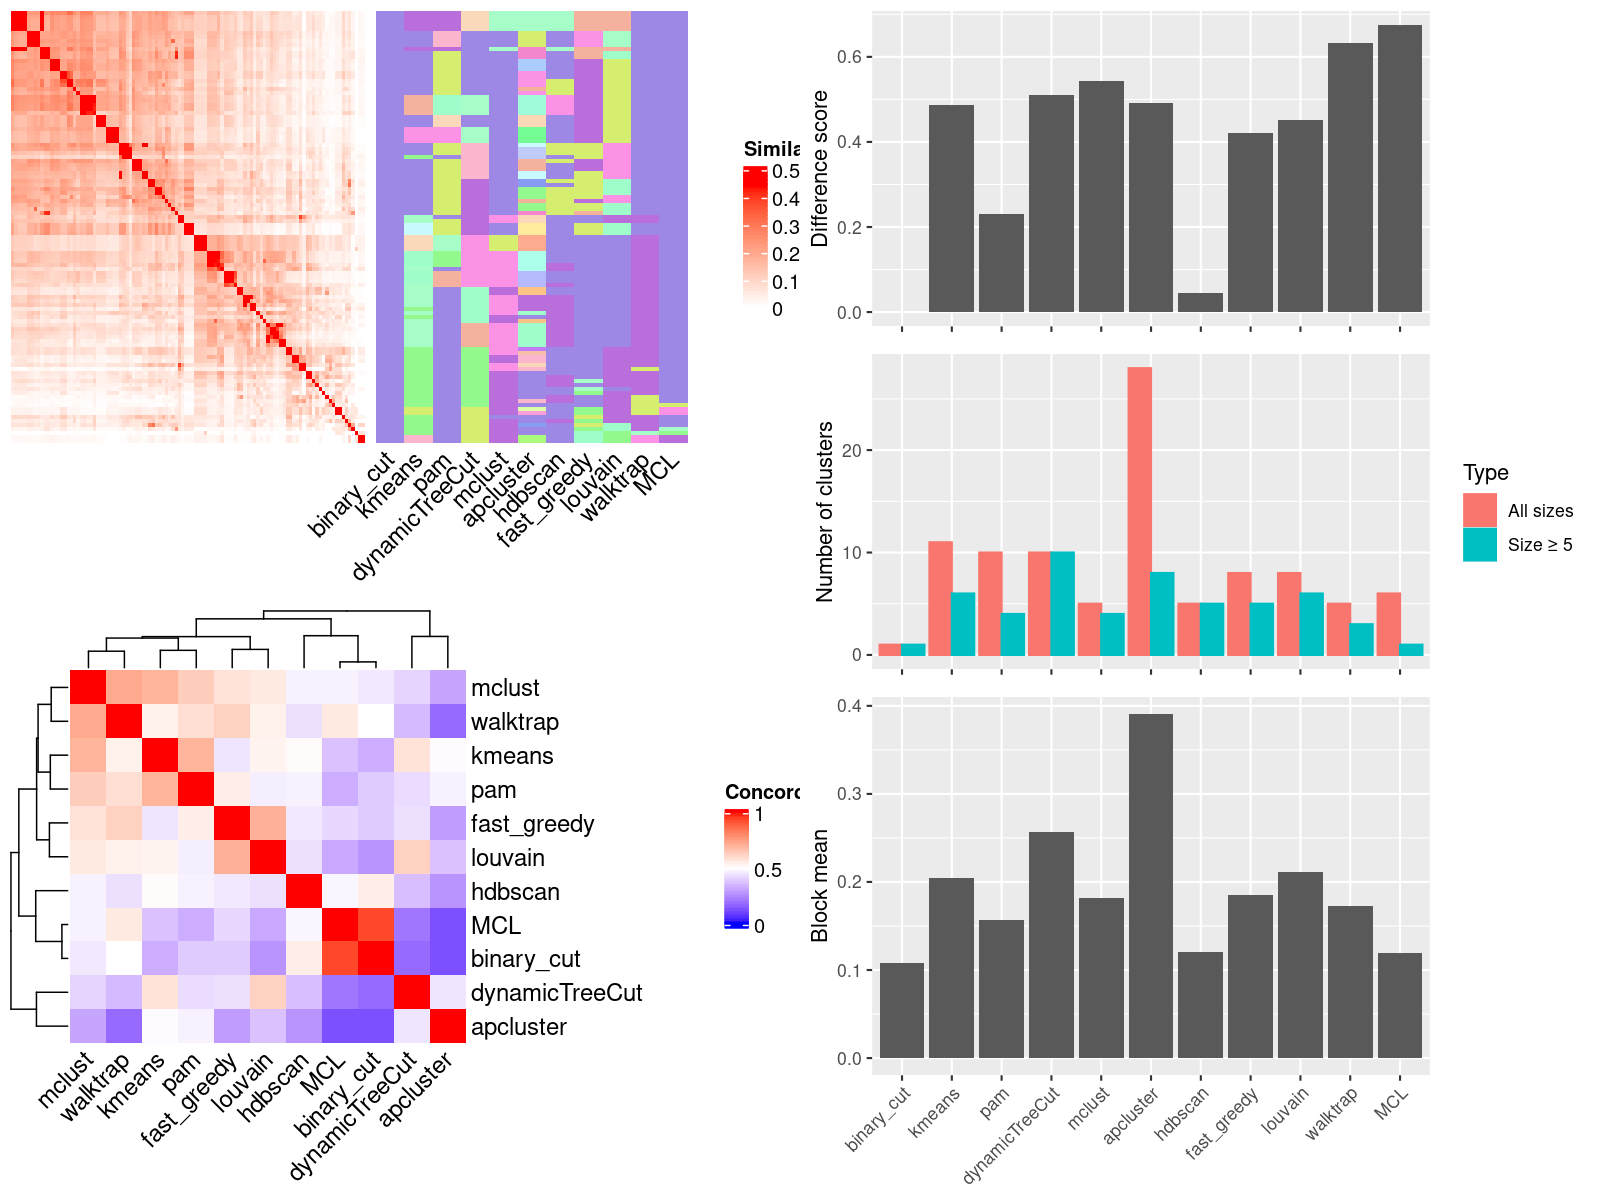 Simila
0.5
0.4
0.3
0.2
0.1
0
binary_cut
kmeans
pam
dynamicTreeCut
mclust
apcluster
hdbscan
fast_greedy
louvain
walktrap
MCL
mclust
walktrap
kmeans
pam
fast_greedy
louvain
hdbscan
MCL
binary_cut
dynamicTreeCut
apcluster
mclust
walktrap
kmeans
pam
fast_greedy
louvain
hdbscan
MCL
binary_cut
dynamicTreeCut
apcluster
Concord
1
0.5
0
Difference score
0.6
0.4
0.2
0.0
Number of clusters
20
10
0
Block mean
0.4
0.3
0.2
0.1
0.0
binary_cut
kmeans
pam
dynamicTreeCut
mclust
apcluster
hdbscan
fast_greedy
louvain
walktrap
MCL
Type
All sizes
Size ≥ 5